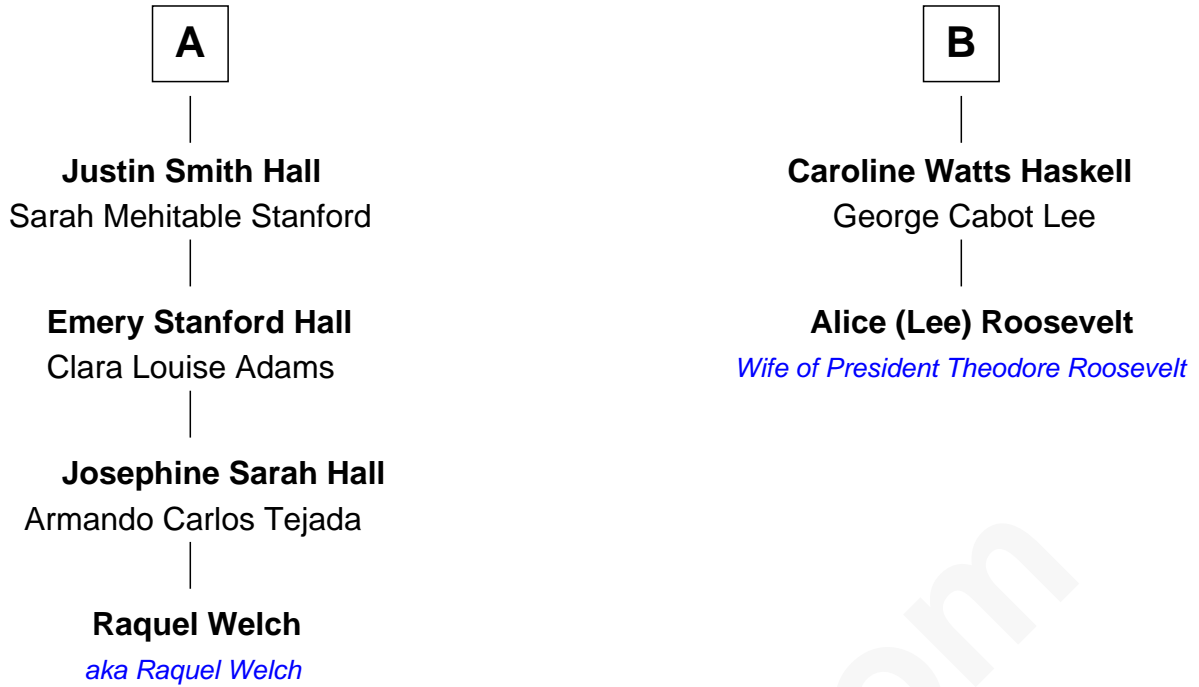 A
Justin Smith Hall
Sarah Mehitable Stanford
Emery Stanford Hall
Clara Louise Adams
Josephine Sarah Hall
Armando Carlos Tejada
Raquel Welch
aka Raquel Welch
B
Caroline Watts Haskell
George Cabot Lee
Alice (Lee) Roosevelt
Wife of President Theodore Roosevelt
om